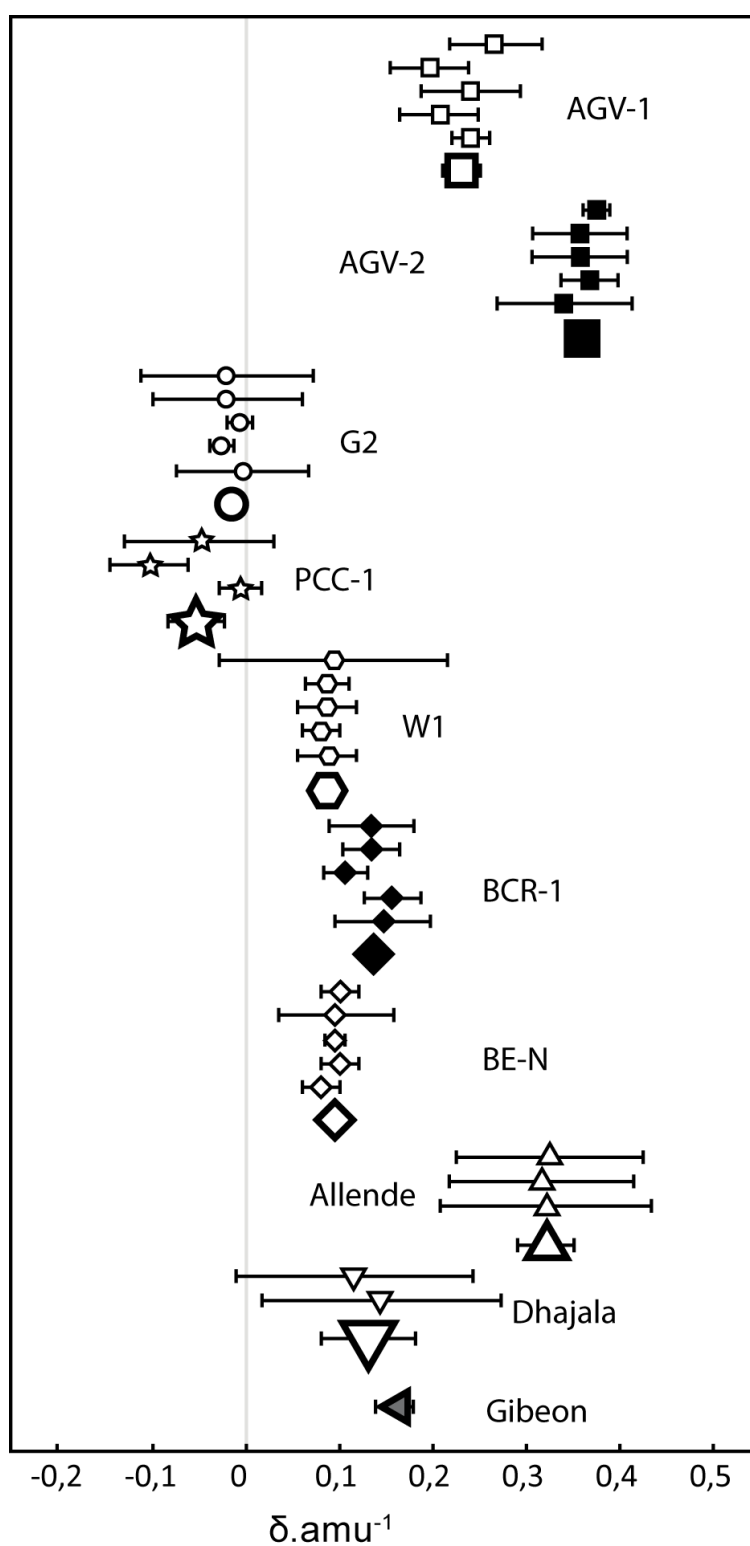 AGV-1
AGV-2
G2
PCC-1
W1
BCR-1
BE-N
Allende
Dhajala
Gibeon
-0,2 -0,1 0 0,1 0,2 0,3 0,4 0,5
δ.amu⁻¹